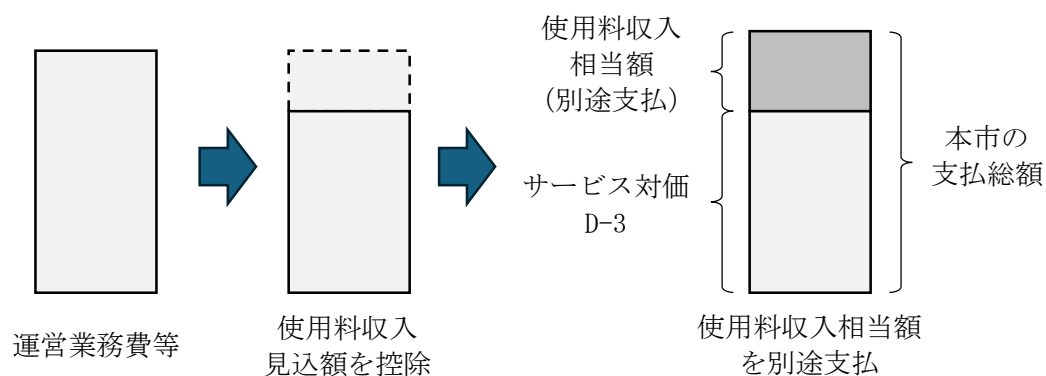 使用料収入
相当額
（別途支払）
サービス対価
D-3
本市の
支払総額
運営業務費等
使用料収入
見込額を控除
使用料収入相当額
を別途支払